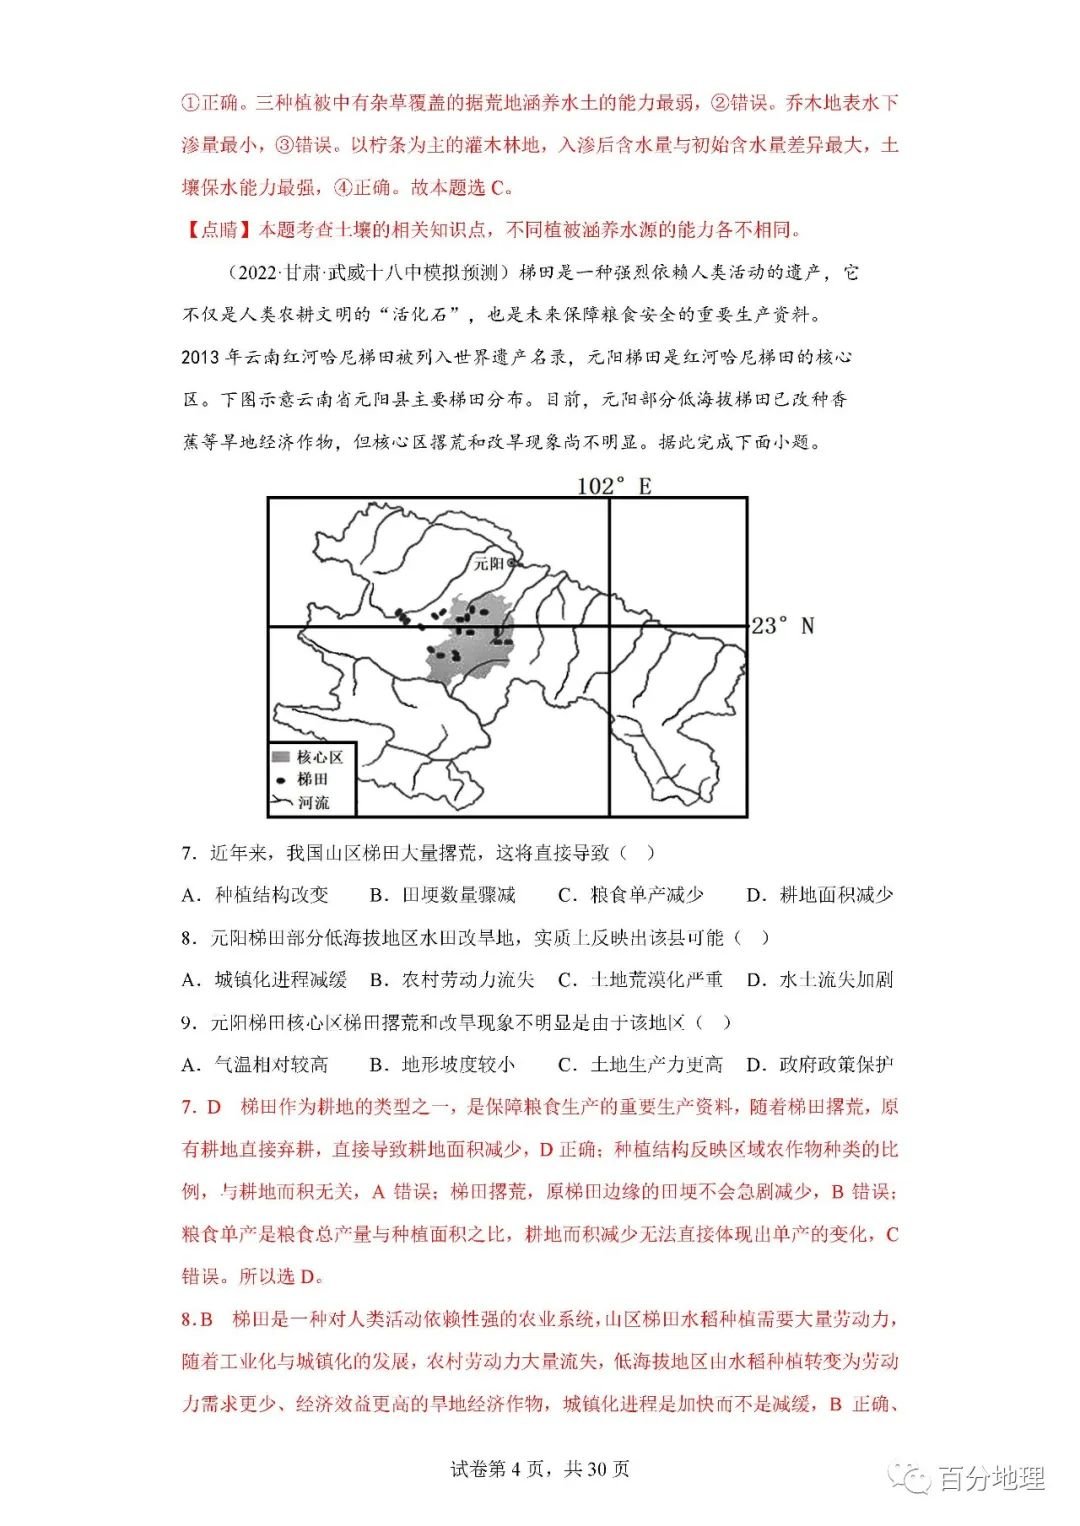 ①正确。三种植被中有杂草覆盖的据荒地涵养水土的能力最弱，②错误。乔木地表水下
渗量最小，③错误。以柠条为主的灌木林地，入渗后含水量与初始含水量差异最大，土
壤保水能力最强，④正确。故本题选 C。
【点睛】本题考查土壤的相关知识点，不同植被涵养水源的能力各不相同。
（2022·甘肃·武威十八中模拟预测）梯田是一种强烈依赖人类活动的遗产，它
不仅是人类农耕文明的“活化石”，也是未来保障粮食安全的重要生产资料。
2013 年云南红河哈尼梯田被列入世界遗产名录，元阳梯田是红河哈尼梯田的核心
区。下图示意云南省元阳县主要梯田分布。目前，元阳部分低海拔梯田已改种香
蕉等旱地经济作物，但核心区撂荒和改旱现象尚不明显。据此完成下面小题。
102° E
元阳
23° N
核心区
梯田
河流
7．近年来，我国山区梯田大量撂荒，这将直接导致（ ）
A．种植结构改变 B．田埂数量骤减 C．粮食单产减少 D．耕地面积减少
8．元阳梯田部分低海拔地区水田改旱地，实质上反映出该县可能（ ）
A．城镇化进程减缓 B．农村劳动力流失 C．土地荒漠化严重 D．水土流失加剧
9．元阳梯田核心区梯田撂荒和改旱现象不明显是由于该地区（ ）
A．气温相对较高 B．地形坡度较小 C．土地生产力更高 D．政府政策保护
7．D 梯田作为耕地的类型之一，是保障粮食生产的重要生产资料，随着梯田撂荒，原
有耕地直接弃耕，直接导致耕地面积减少，D 正确；种植结构反映区域农作物种类的比
例，与耕地而积无关，A 错误；梯田撂荒，原梯田边缘的田埂不会急剧减少，B 错误；
粮食单产是粮食总产量与种植面积之比，耕地而积减少无法直接体现出单产的变化，C
错误。所以选 D。
8.B 梯田是一种对人类活动依赖性强的农业系统，山区梯田水稻种植需要大量劳动力，
随着工业化与城镇化的发展，农村劳动力大量流失，低海拔地区由水稻种植转变为劳动
力需求更少、经济效益更高的旱地经济作物，城镇化进程是加快而不是减缓，B 正确、
试卷第 4 页，共 30 页
百分地理